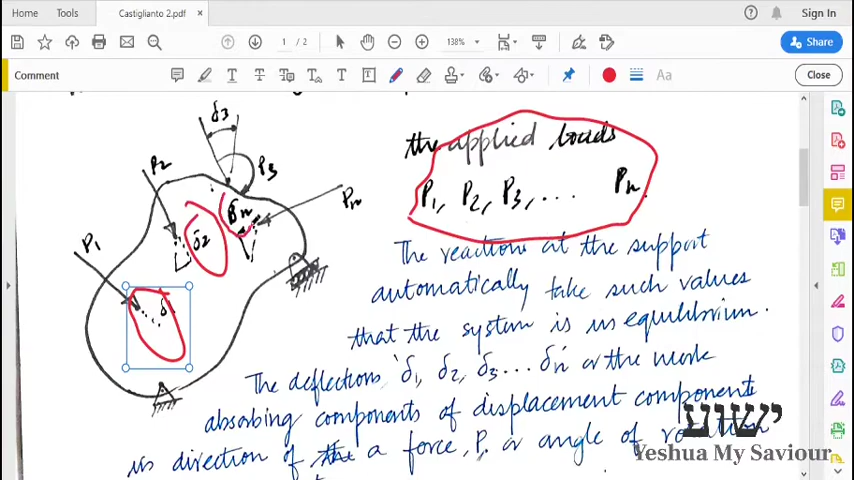 Home Tools Castiglianto 2.pdf × Sign In
1 / 2 138% Share
Comment Close
δ3
P2
P3
the applied loads
δn
Pn
P1, P2, P3, ... Pn.
δ2
P1
The reactions at the support
automatically take such values
δ
that the system is in equilibrium.
The deflections δ1, δ2, δ3... δn or the work
absorbing components of displacement components
ישוע
in direction of a force, P. or angle of rotation
Yeshua My Saviour